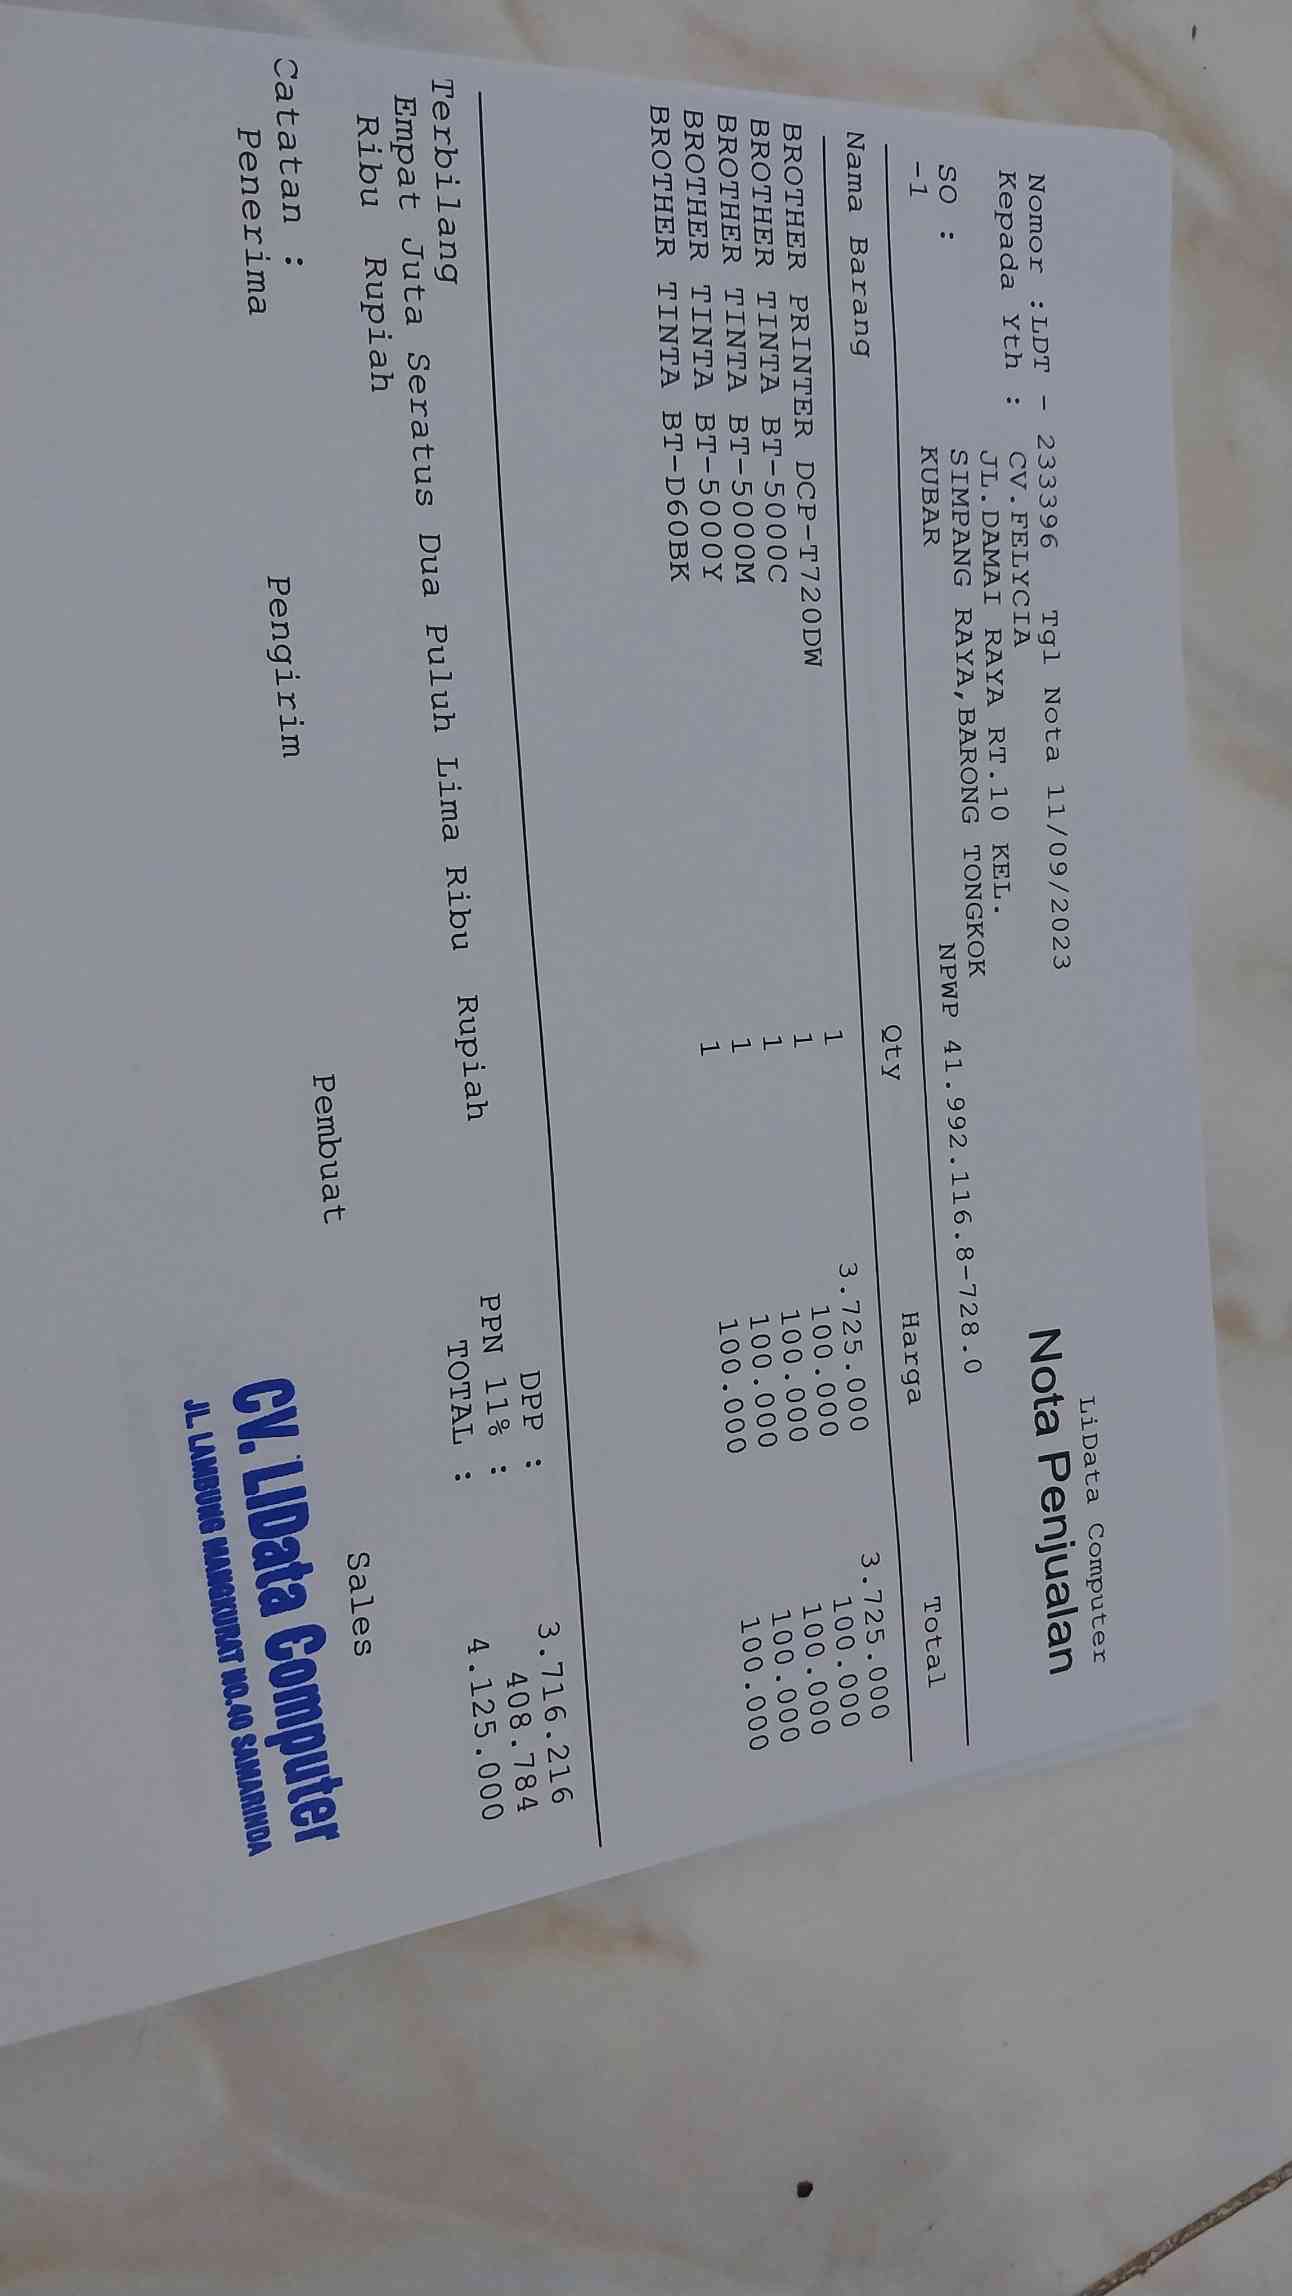 LiData Computer
Nota Penjualan
Nomor :LDT - 233396 Tgl Nota 11/09/2023
Kepada Yth : CV.FELYCIA
JL.DAMAI RAYA RT.10 KEL.
SIMPANG RAYA,BARONG TONGKOK
SO : KUBAR NPWP 41.992.116.8-728.0
-1
Nama Barang Qty Harga Total
BROTHER PRINTER DCP-T720DW 1 3.725.000 3.725.000
BROTHER TINTA BT-5000C 1 100.000 100.000
BROTHER TINTA BT-5000M 1 100.000 100.000
BROTHER TINTA BT-5000Y 1 100.000 100.000
BROTHER TINTA BT-D60BK 1 100.000 100.000
DPP : 3.716.216
PPN 11% : 408.784
TOTAL : 4.125.000
Terbilang
Empat Juta Seratus Dua Puluh Lima Ribu Rupiah
Ribu Rupiah
Catatan :
Penerima Pengirim Pembuat Sales
CV. LIData Computer
JL. LAMBUNG MANGKURAT NO.40 SAMARINDA